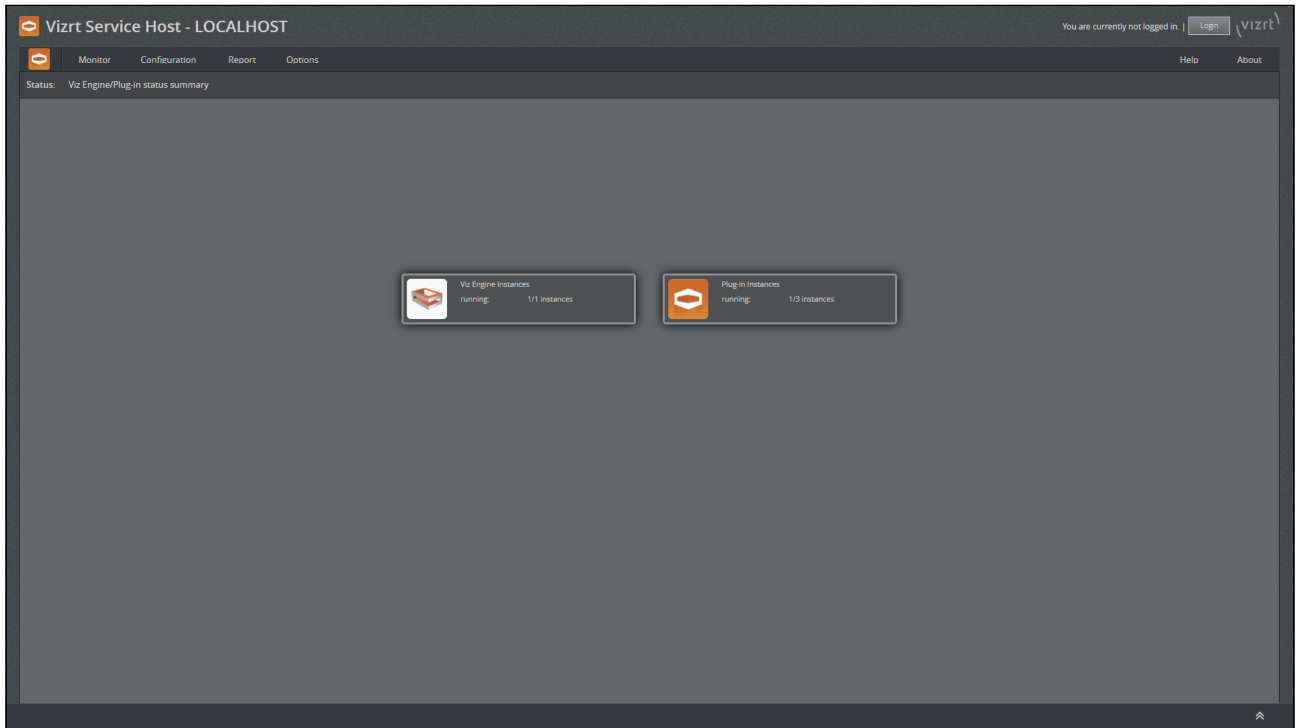 Vizrt Service Host - LOCALHOST
You are currently not logged in. | Login
vizrt
Monitor Configuration Report Options Help About
Status: Viz Engine/Plug-in status summary
Viz Engine Instances
running: 1/1 instances
Plug-in Instances
running: 1/3 instances